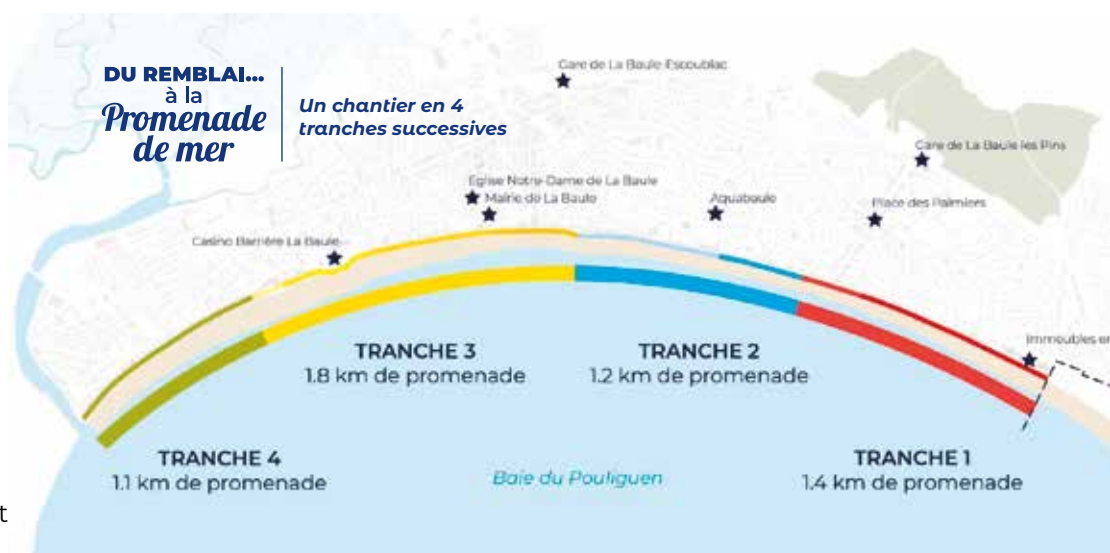 DU REMBLAI...
à la
Promenade
de mer
Un chantier en 4
tranches successives
Gare de La Baule-Escoublac
Gare de La Baule les Pins
Eglise Notre-Dame de La Baule
Mairie de La Baule
Aquabaule
Place des Palmiers
Casino Barrière La Baule
Immeubles en
TRANCHE 3
1.8 km de promenade
TRANCHE 2
1.2 km de promenade
TRANCHE 4
1.1 km de promenade
Baie du Pouliguen
TRANCHE 1
1.4 km de promenade
t